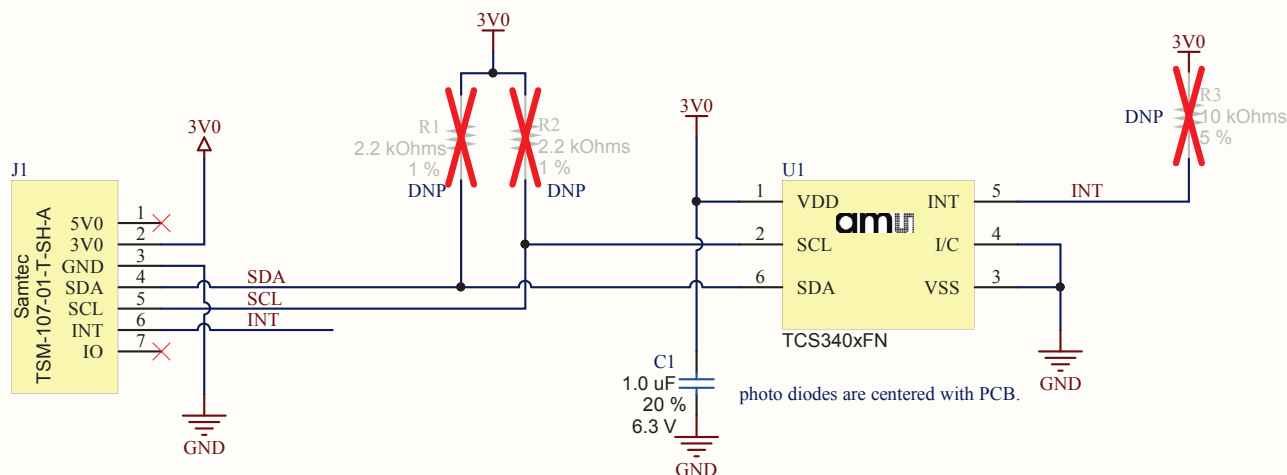 3V0
3V0
R1
2.2 kOhms
1 %
DNP
R2
2.2 kOhms
1 %
DNP
3V0
3V0
DNP
R3
10 kOhms
5 %
J1
Samtec
TSM-107-01-T-SH-A
5V0 1
3V0 2
GND 3
SDA 4
SCL 5
INT 6
IO 7
SDA
SCL
INT
GND
U1
1 VDD
2 SCL
6 SDA
amu
INT 5
I/C 4
VSS 3
INT
TCS340xFN
C1
1.0 uF
20 %
6.3 V
GND
photo diodes are centered with PCB.
GND